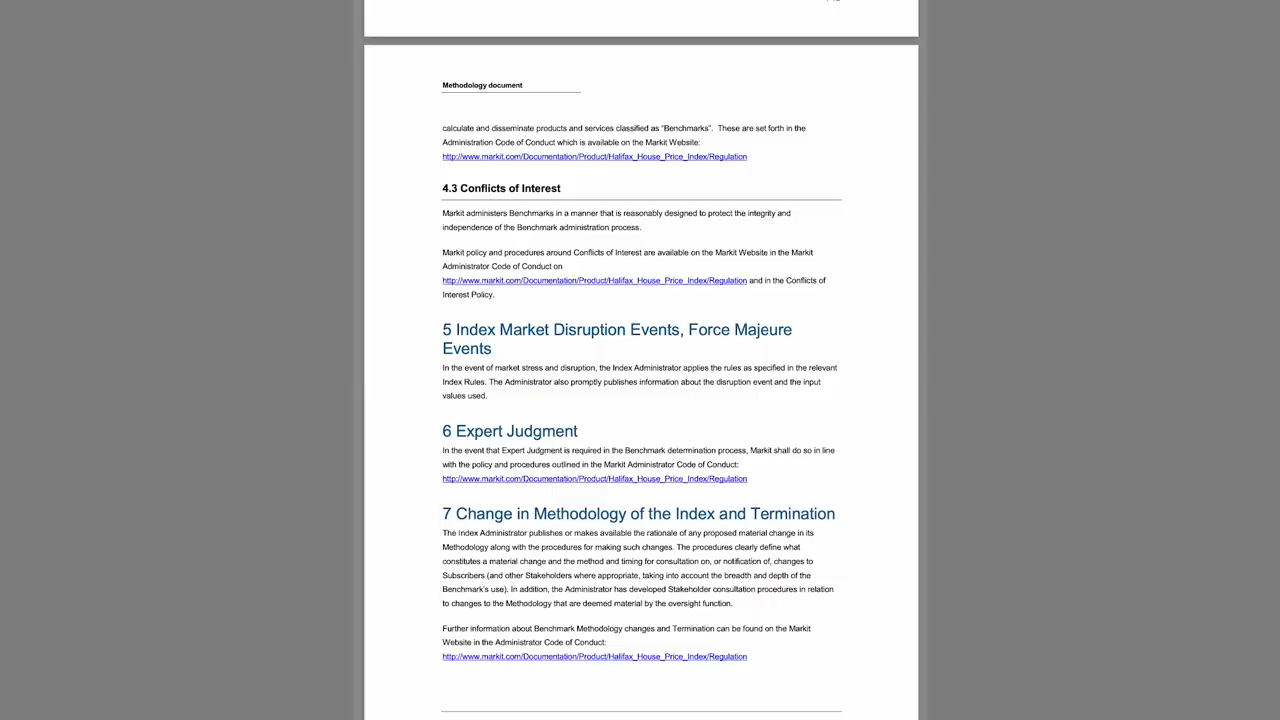 Methodology document
calculate and disseminate products and services classified as “Benchmarks”.  These are set forth in the
Administration Code of Conduct which is available on the Markit Website:
http://www.markit.com/Documentation/Product/Halifax_House_Price_Index/Regulation
4.3 Conflicts of Interest
Markit administers Benchmarks in a manner that is reasonably designed to protect the integrity and
independence of the Benchmark administration process.
Markit policy and procedures around Conflicts of Interest are available on the Markit Website in the Markit
Administrator Code of Conduct on
http://www.markit.com/Documentation/Product/Halifax_House_Price_Index/Regulation and in the Conflicts of
Interest Policy.
5 Index Market Disruption Events, Force Majeure
Events
In the event of market stress and disruption, the Index Administrator applies the rules as specified in the relevant
Index Rules. The Administrator also promptly publishes information about the disruption event and the input
values used.
6 Expert Judgment
In the event that Expert Judgment is required in the Benchmark determination process, Markit shall do so in line
with the policy and procedures outlined in the Markit Administrator Code of Conduct:
http://www.markit.com/Documentation/Product/Halifax_House_Price_Index/Regulation
7 Change in Methodology of the Index and Termination
The Index Administrator publishes or makes available the rationale of any proposed material change in its
Methodology along with the procedures for making such changes. The procedures clearly define what
constitutes a material change and the method and timing for consultation on, or notification of, changes to
Subscribers (and other Stakeholders where appropriate, taking into account the breadth and depth of the
Benchmark's use). In addition, the Administrator has developed Stakeholder consultation procedures in relation
to changes to the Methodology that are deemed material by the oversight function.
Further information about Benchmark Methodology changes and Termination can be found on the Markit
Website in the Administrator Code of Conduct:
http://www.markit.com/Documentation/Product/Halifax_House_Price_Index/Regulation